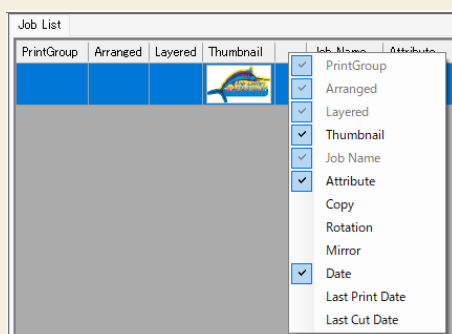 Job List
PrintGroup Arranged Layered Thumbnail Job Name Attribute
PrintGroup
Arranged
Layered
Thumbnail
Job Name
Attribute
Copy
Rotation
Mirror
Date
Last Print Date
Last Cut Date